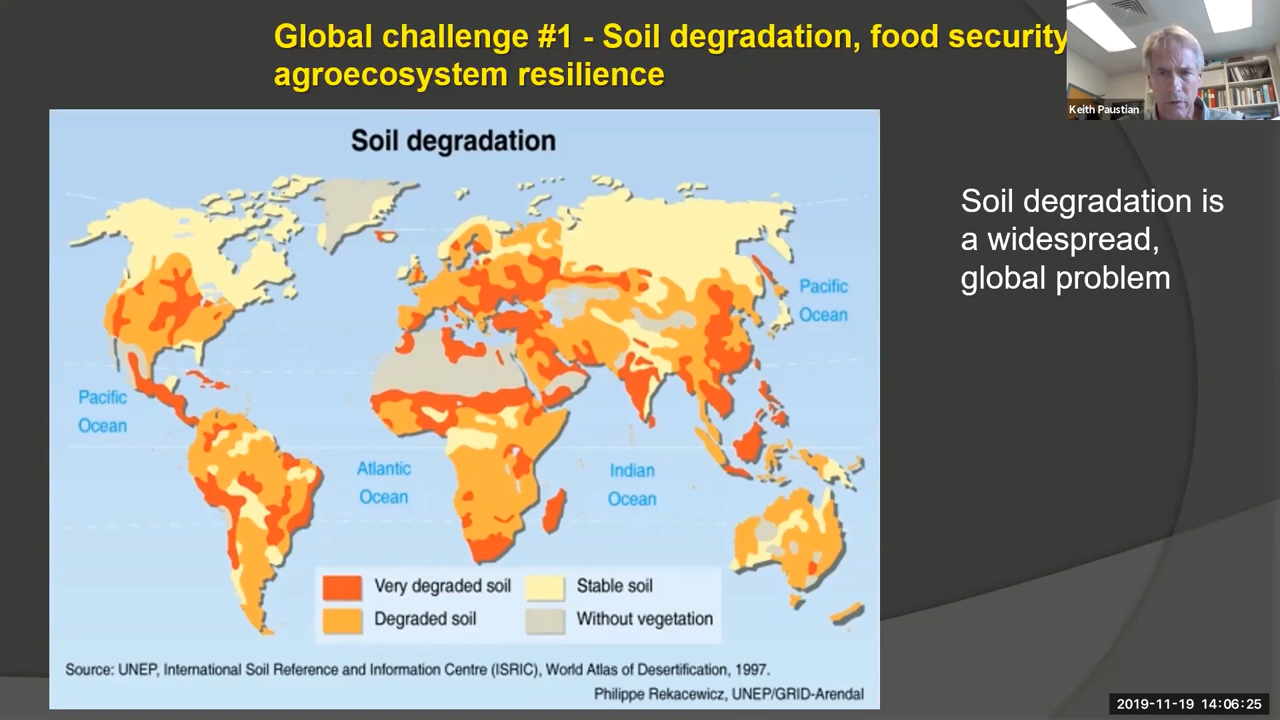 Global challenge #1 - Soil degradation, food security
agroecosystem resilience
Keith Paustian
Soil degradation
Soil degradation is
a widespread,
global problem
Pacific
Ocean
Pacific
Ocean
Atlantic
Ocean
Indian
Ocean
Very degraded soil
Stable soil
Degraded soil
Without vegetation
Source: UNEP, International Soil Reference and Information Centre (ISRIC), World Atlas of Desertification, 1997.
Philippe Rekacewicz, UNEP/GRID-Arendal
2019-11-19 14:06:25